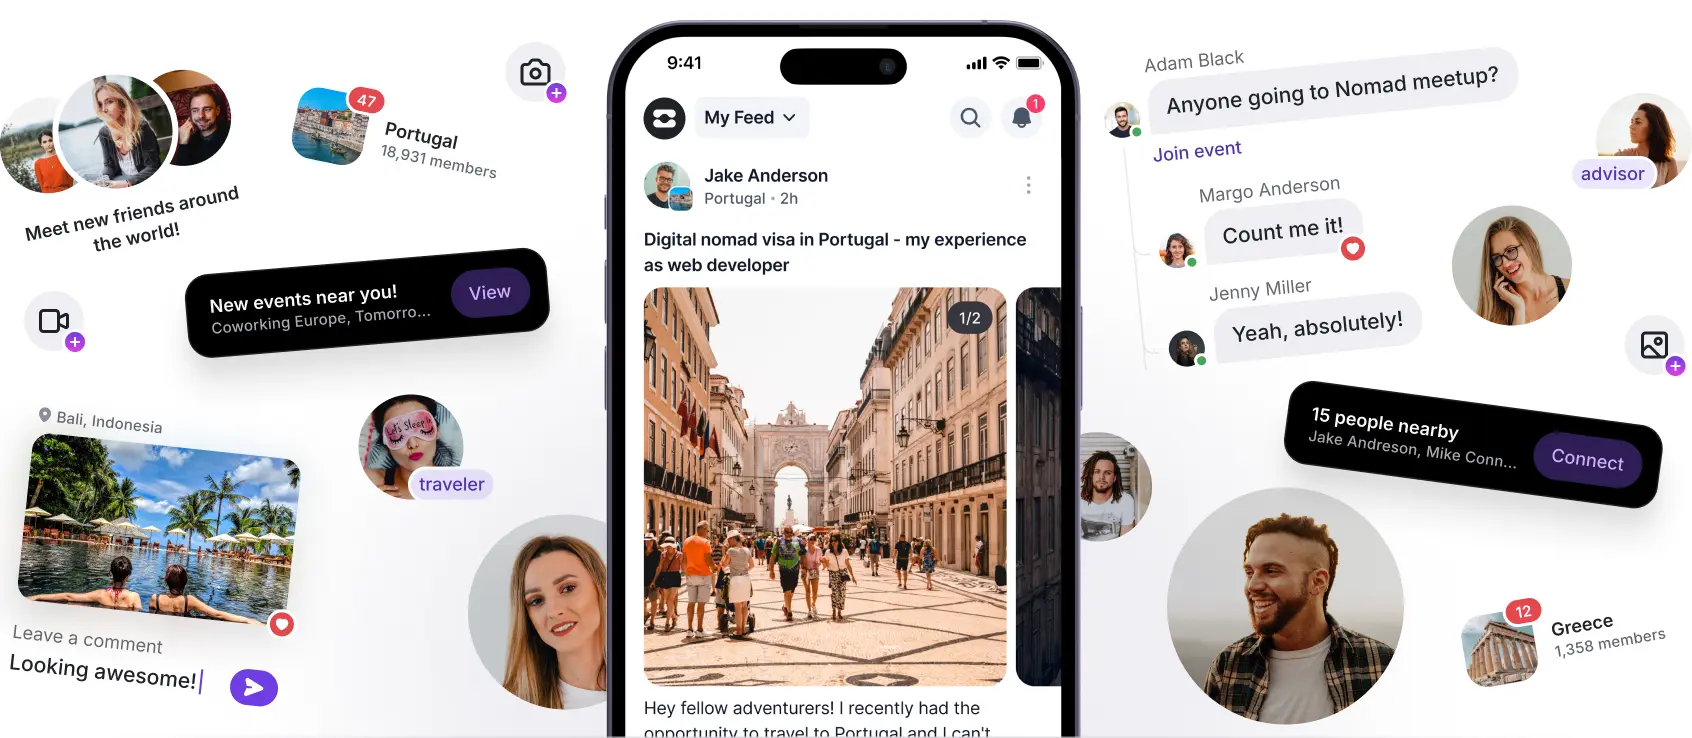 Meet new friends around
the world!
47
Portugal
18,931 members
New events near you!
Coworking Europe, Tomorro...
View
Bali, Indonesia
Leave a comment
Looking awesome!
Let's Sleep
traveler
9:41
My Feed
1
Jake Anderson
Portugal • 2h
Digital nomad visa in Portugal - my experience
as web developer
1/2
Hey fellow adventurers! I recently had the
opportunity to travel to Portugal and I can't
Adam Black
Anyone going to Nomad meetup?
Join event
Margo Anderson
Count me it!
Jenny Miller
Yeah, absolutely!
advisor
15 people nearby
Jake Andreson, Mike Conn...
Connect
12
Greece
1,358 members